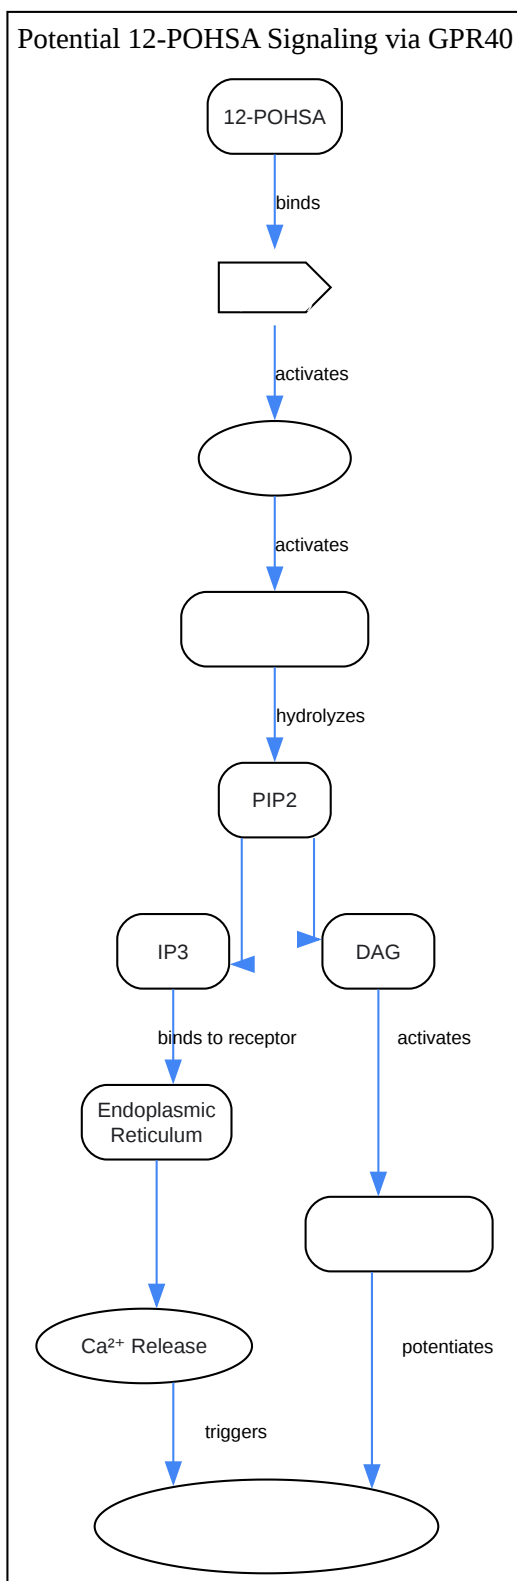 Potential 12-POHSA Signaling via GPR40
12-POHSA
binds
activates
activates
hydrolyzes
PIP2
IP3
DAG
binds to receptor
activates
Endoplasmic
Reticulum
Ca²⁺ Release
potentiates
triggers